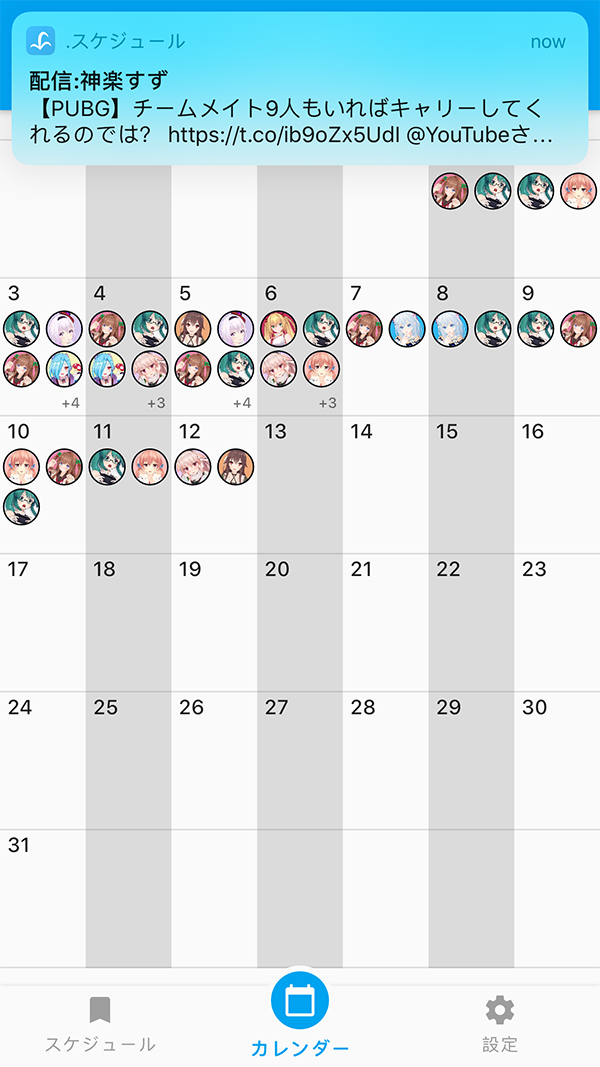 .スケジュール
now
配信:神楽すず
【PUBG】チームメイト9人もいればキャリーしてく
れるのでは? https://t.co/ib9oZx5UdI @YouTubeさ…
3 4 5 6 7 8 9
+4 +3 +4 +3
10 11 12 13 14 15 16
17 18 19 20 21 22 23
24 25 26 27 28 29 30
31
スケジュール カレンダー 設定